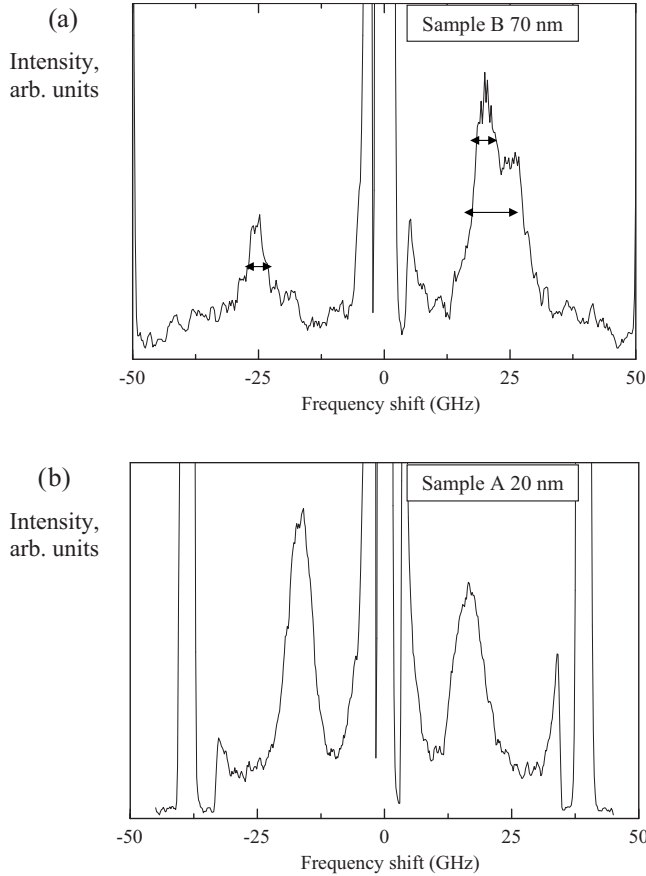 (a)
Sample B 70 nm
Intensity,
arb. units
-50
-25
0
25
50
Frequency shift (GHz)
(b)
Sample A 20 nm
Intensity,
arb. units
-50
-25
0
25
50
Frequency shift (GHz)